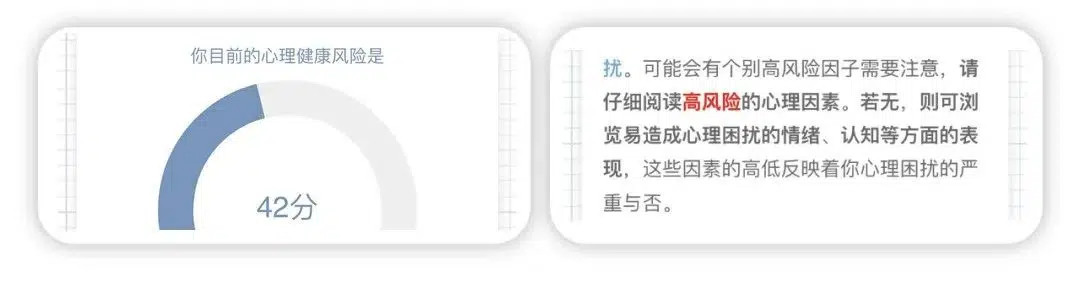 你目前的心理健康风险是
42分
扰。可能会有个别高风险因子需要注意，请
仔细阅读高风险的心理因素。若无，则可浏
览易造成心理困扰的情绪、认知等方面的表
现，这些因素的高低反映着你心理困扰的严
重与否。